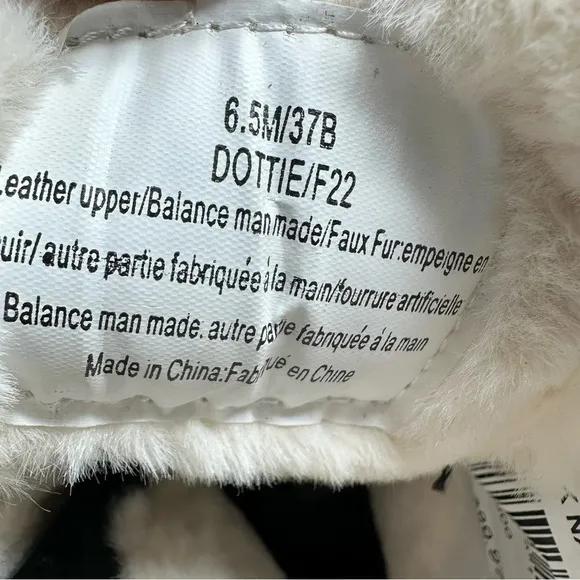 6.5M/37B
DOTTIE/F22
Leather upper/Balance man made/Faux Fur:empeigne en
cuir/ autre partie fabriquée à la main/fourrure artificielle
Balance man made. autre partie fabriquée à la main
Made in China:Fabriqué en Chine